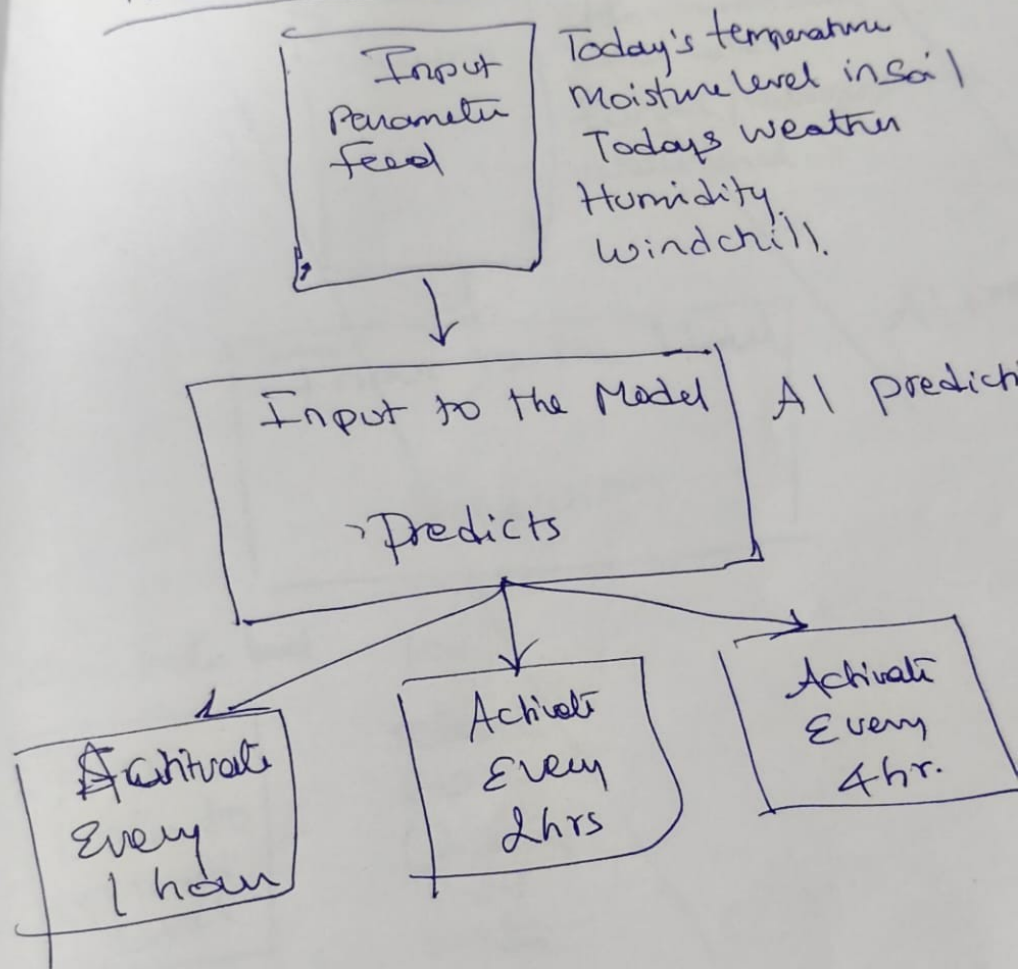 Input
Parameter
feed
Today's temperature
Moisture level in soil
Todays weather
Humidity
windchill.
Input to the Model
Predicts
AI predicti
Activate
Every
1 hour
Activate
Every
2hrs
Activate
Every
4hr.